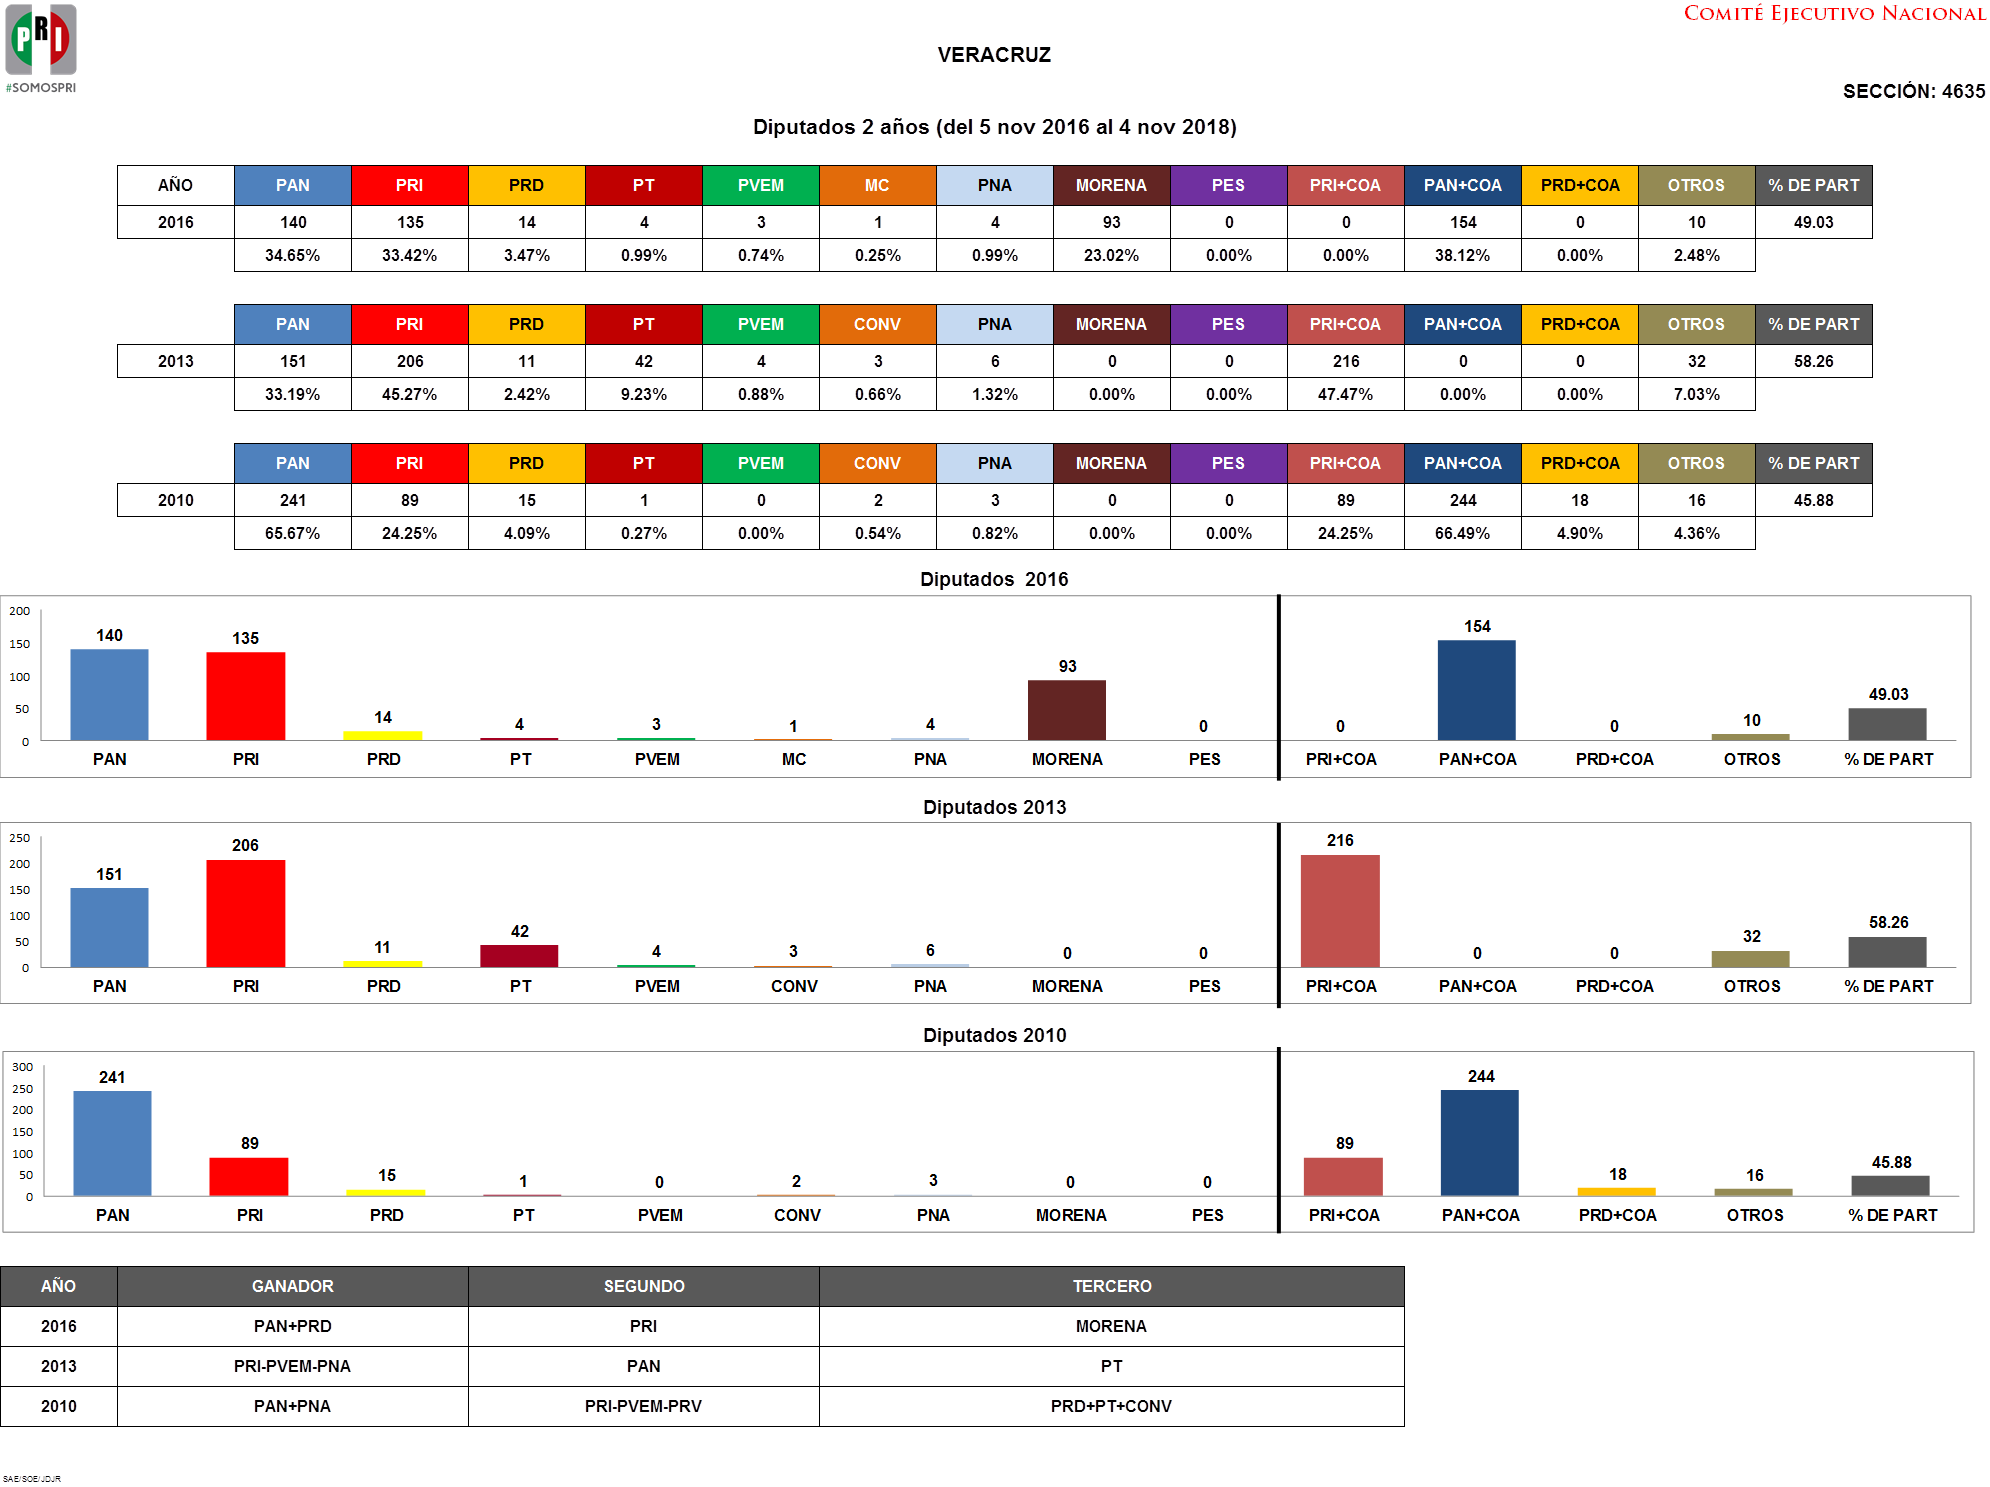 PRI
#SOMOSPRI
COMITÉ EJECUTIVO NACIONAL
VERACRUZ
SECCIÓN: 4635
Diputados 2 años (del 5 nov 2016 al 4 nov 2018)
AÑO PAN PRI PRD PT PVEM MC PNA MORENA PES PRI+COA PAN+COA PRD+COA OTROS % DE PART
2016 140 135 14 4 3 1 4 93 0 0 154 0 10 49.03
34.65% 33.42% 3.47% 0.99% 0.74% 0.25% 0.99% 23.02% 0.00% 0.00% 38.12% 0.00% 2.48%
PAN PRI PRD PT PVEM CONV PNA MORENA PES PRI+COA PAN+COA PRD+COA OTROS % DE PART
2013 151 206 11 42 4 3 6 0 0 216 0 0 32 58.26
33.19% 45.27% 2.42% 9.23% 0.88% 0.66% 1.32% 0.00% 0.00% 47.47% 0.00% 0.00% 7.03%
PAN PRI PRD PT PVEM CONV PNA MORENA PES PRI+COA PAN+COA PRD+COA OTROS % DE PART
2010 241 89 15 1 0 2 3 0 0 89 244 18 16 45.88
65.67% 24.25% 4.09% 0.27% 0.00% 0.54% 0.82% 0.00% 0.00% 24.25% 66.49% 4.90% 4.36%
Diputados 2016
200
150
100
50
0
140 135 14 4 3 1 4 93 0 0 154 0 10 49.03
PAN PRI PRD PT PVEM MC PNA MORENA PES PRI+COA PAN+COA PRD+COA OTROS % DE PART
Diputados 2013
250
200
150
100
50
0
151 206 11 42 4 3 6 0 0 216 0 0 32 58.26
PAN PRI PRD PT PVEM CONV PNA MORENA PES PRI+COA PAN+COA PRD+COA OTROS % DE PART
Diputados 2010
300
250
200
150
100
50
0
241 89 15 1 0 2 3 0 0 89 244 18 16 45.88
PAN PRI PRD PT PVEM CONV PNA MORENA PES PRI+COA PAN+COA PRD+COA OTROS % DE PART
AÑO GANADOR SEGUNDO TERCERO
2016 PAN+PRD PRI MORENA
2013 PRI-PVEM-PNA PAN PT
2010 PAN+PNA PRI-PVEM-PRV PRD+PT+CONV
SAE/SOE/JDJR